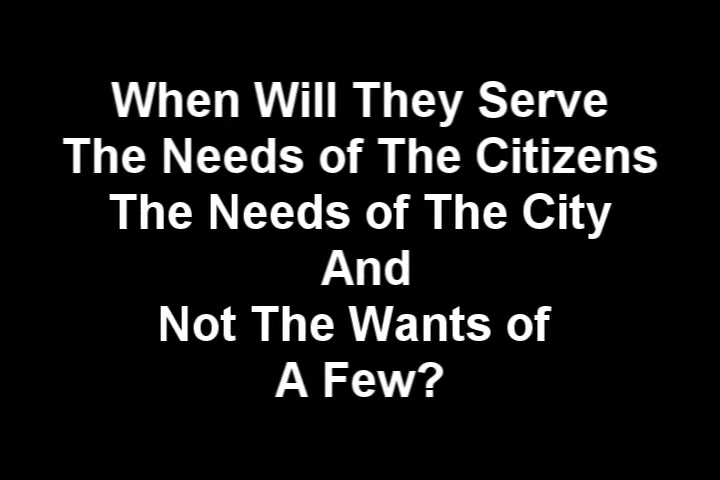 When Will They Serve
The Needs of The Citizens
The Needs of The City
And
Not The Wants of
A Few?